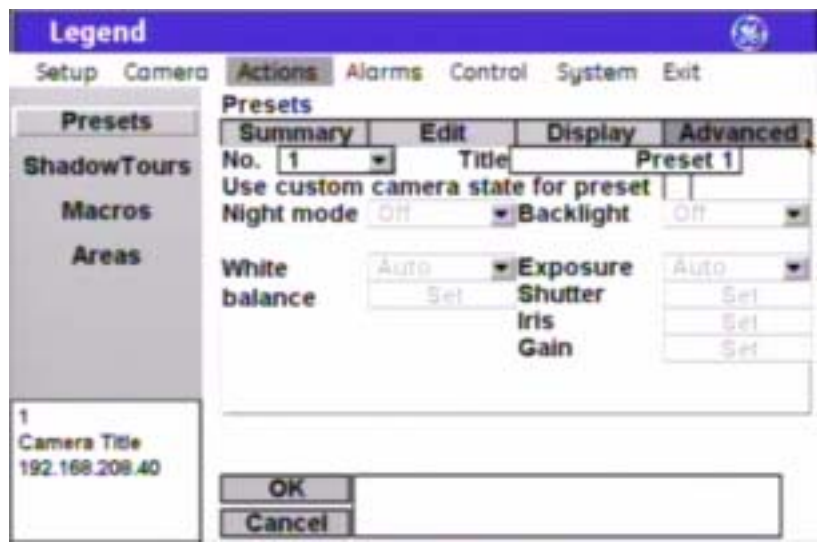 Legend
Setup Camera Actions Alarms Control System Exit
Presets
ShadowTours
Macros
Areas
Presets
Summary Edit Display Advanced
No. 1 Title Preset 1
Use custom camera state for preset
Night mode Off Backlight Off
White balance Auto Exposure Auto
Set Shutter Set
Iris Set
Gain Set
1
Camera Title
192.168.208.40
OK
Cancel